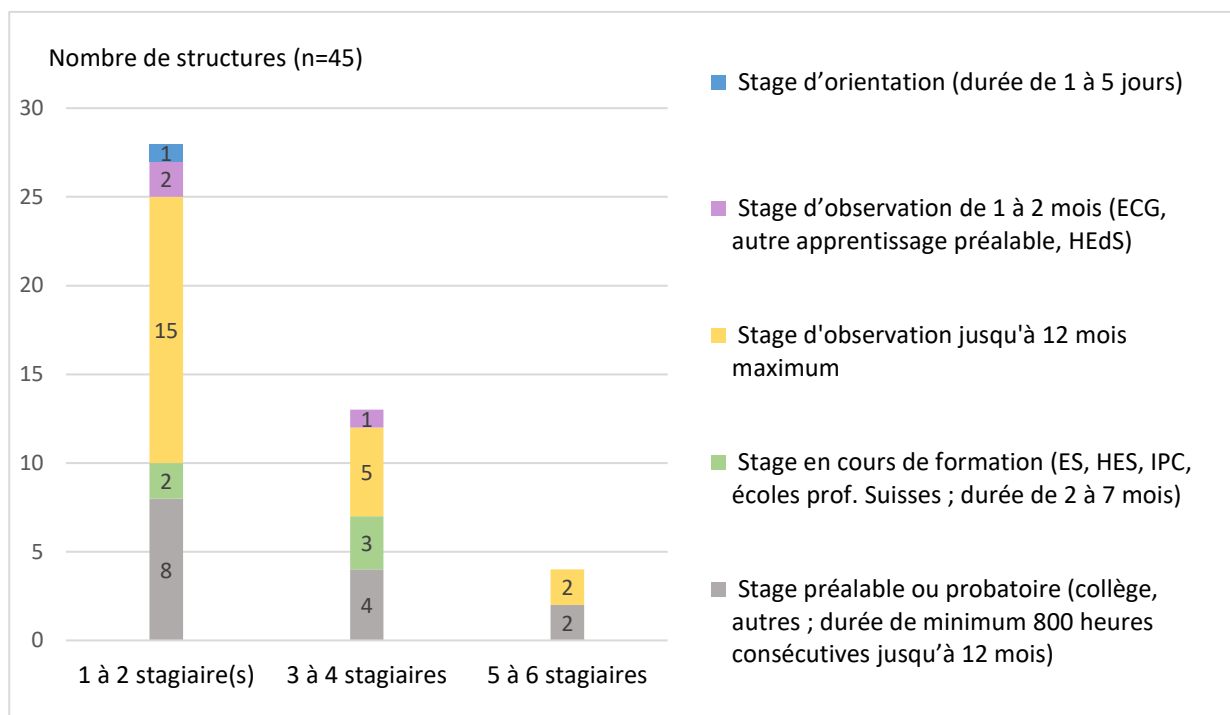 Nombre de structures (n=45)
30
25
20
15
10
5
0
1
2
15
2
8
1
5
3
4
2
2
1 à 2 stagiaire(s)
3 à 4 stagiaires
5 à 6 stagiaires
Stage d’orientation (durée de 1 à 5 jours)
Stage d’observation de 1 à 2 mois (ECG,
autre apprentissage préalable, HEdS)
Stage d'observation jusqu'à 12 mois
maximum
Stage en cours de formation (ES, HES, IPC,
écoles prof. Suisses ; durée de 2 à 7 mois)
Stage préalable ou probatoire (collège,
autres ; durée de minimum 800 heures
consécutives jusqu’à 12 mois)